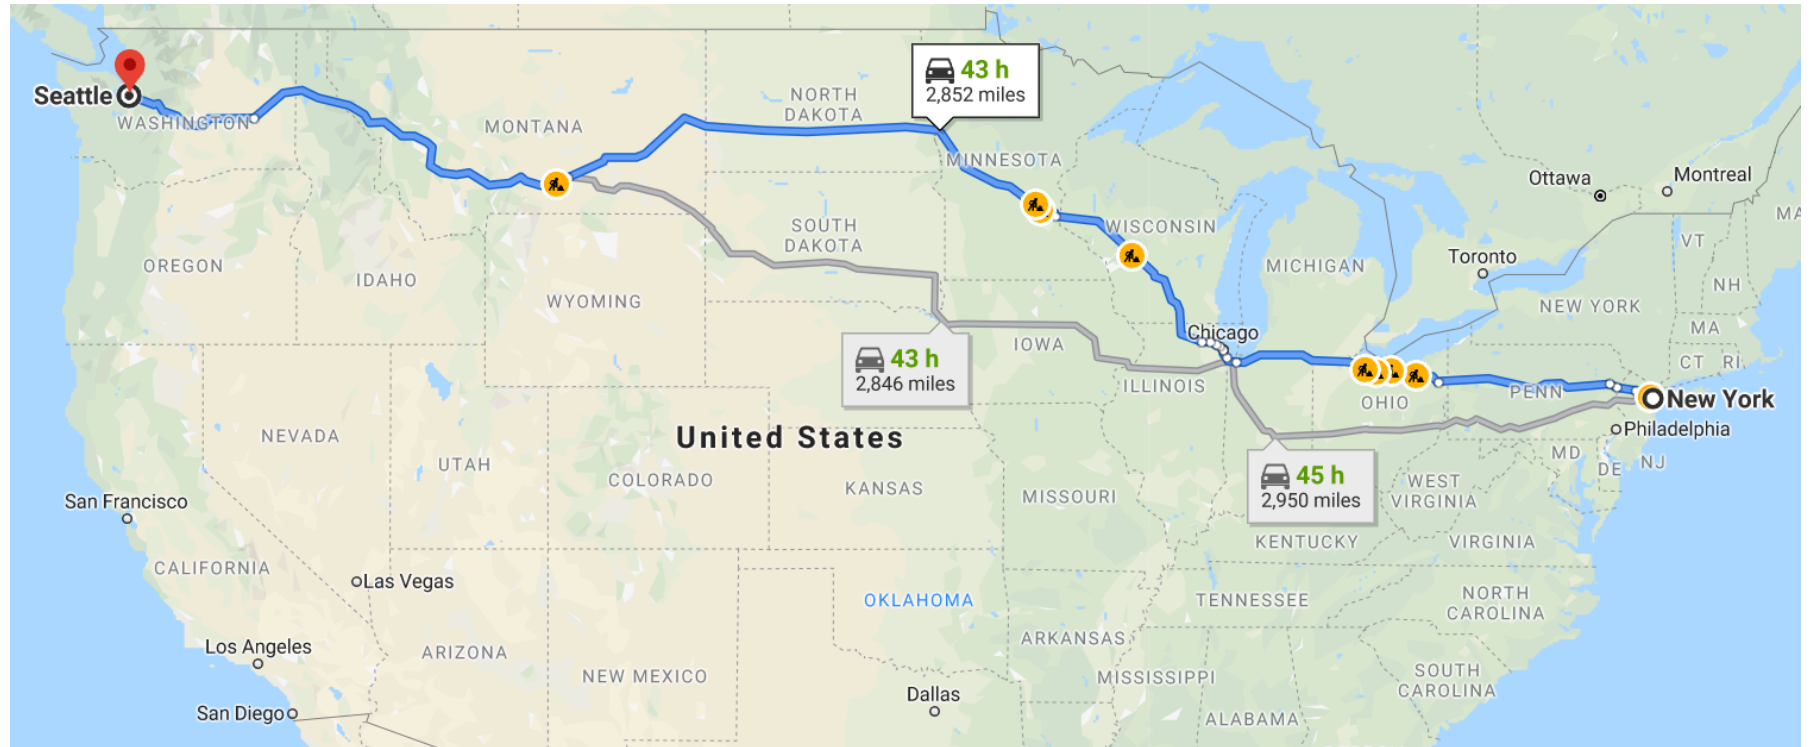 43 h
2,852 miles
Seattle
WASHINGTON
MONTANA
NORTH
DAKOTA
MINNESOTA
Ottawa
Montreal
SOUTH
DAKOTA
WISCONSIN
MICHIGAN
Toronto
VT
NH
OREGON
IDAHO
WYOMING
NEW YORK
MA
CT
RI
Chicago
IOWA
43 h
2,846 miles
ILLINOIS
OHIO
PENN
New York
Philadelphia
NEVADA
UTAH
COLORADO
United States
KANSAS
MISSOURI
45 h
2,950 miles
WEST
VIRGINIA
MD
DE
NJ
San Francisco
CALIFORNIA
Las Vegas
KENTUCKY
VIRGINIA
OKLAHOMA
TENNESSEE
NORTH
CAROLINA
Los Angeles
ARIZONA
NEW MEXICO
ARKANSAS
MISSISSIPPI
SOUTH
CAROLINA
San Diego
Dallas
ALABAMA
MA